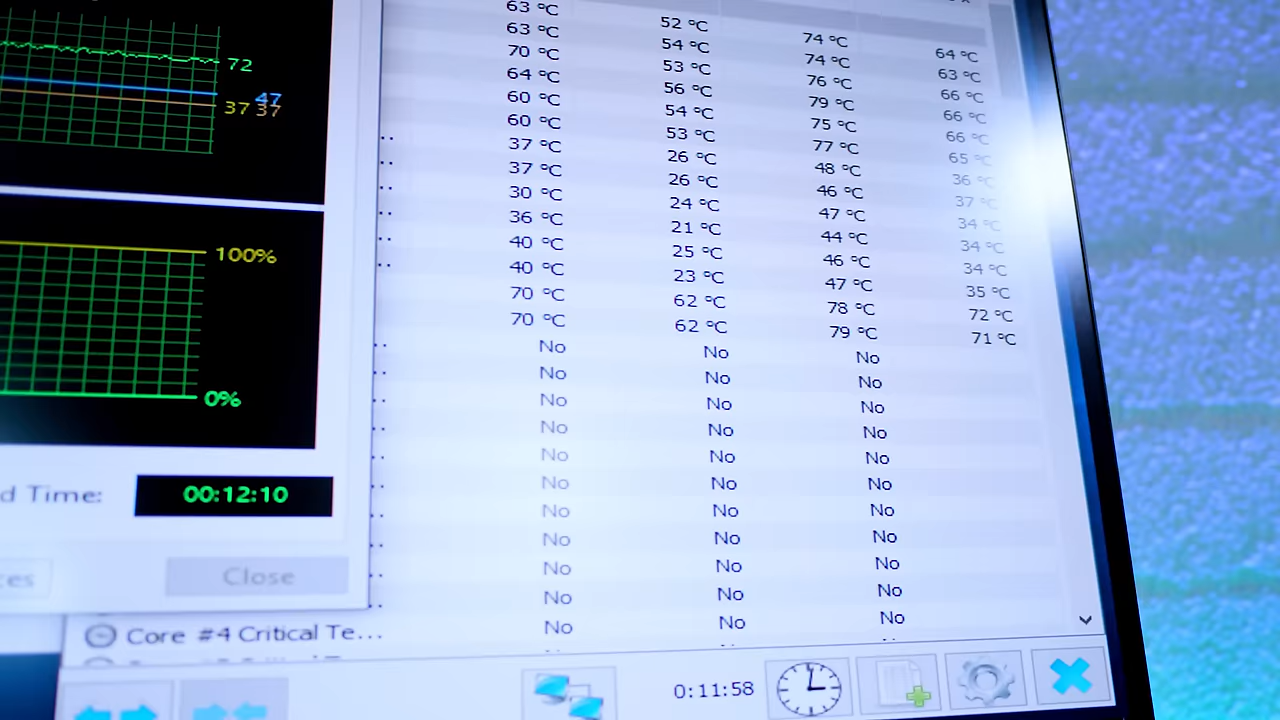 72
47
37 37
100%
0%
d Time: 00:12:10
ces Close
63 °C
63 °C 52 °C 74 °C 64 °C
70 °C 54 °C 74 °C 63 °C
64 °C 53 °C 76 °C 66 °C
60 °C 56 °C 79 °C 66 °C
60 °C 54 °C 75 °C 66 °C
37 °C 53 °C 77 °C 65 °C
37 °C 26 °C 48 °C 36 °C
30 °C 26 °C 46 °C 37 °C
36 °C 24 °C 47 °C 34 °C
40 °C 21 °C 44 °C 34 °C
40 °C 25 °C 46 °C 34 °C
70 °C 23 °C 47 °C 35 °C
70 °C 62 °C 78 °C 72 °C
62 °C 79 °C 71 °C
No No No
No No No
No No No
No No No
No No No
No No No
No No No
No No No
No No No
No No No
No No No
Core #4 Critical Te...
0:11:58